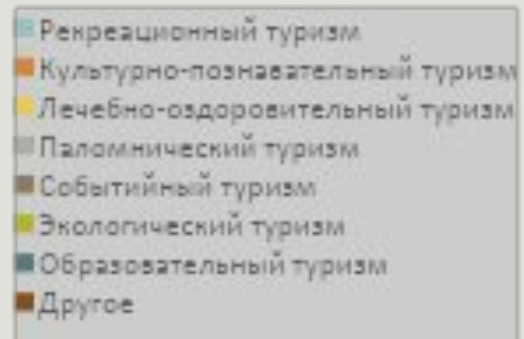 Рекреационный туризм
Культурно-познавательный туризм
Лечебно-оздоровительный туризм
Паломнический туризм
Событийный туризм
Экологический туризм
Образовательный туризм
Другое